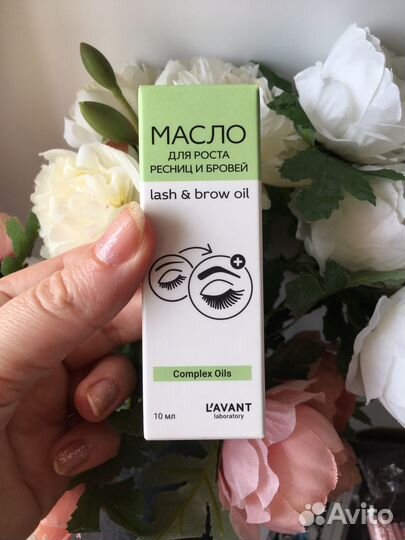 МАСЛО
ДЛЯ РОСТА
РЕСНИЦ И БРОВЕЙ
lash & brow oil
Complex Oils
10 мл
L'AVANT
laboratory
Avito